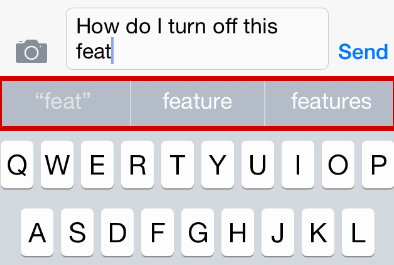 How do I turn off this
feat
Send
“feat” feature features
Q W E R T Y U I O P
A S D F G H J K L